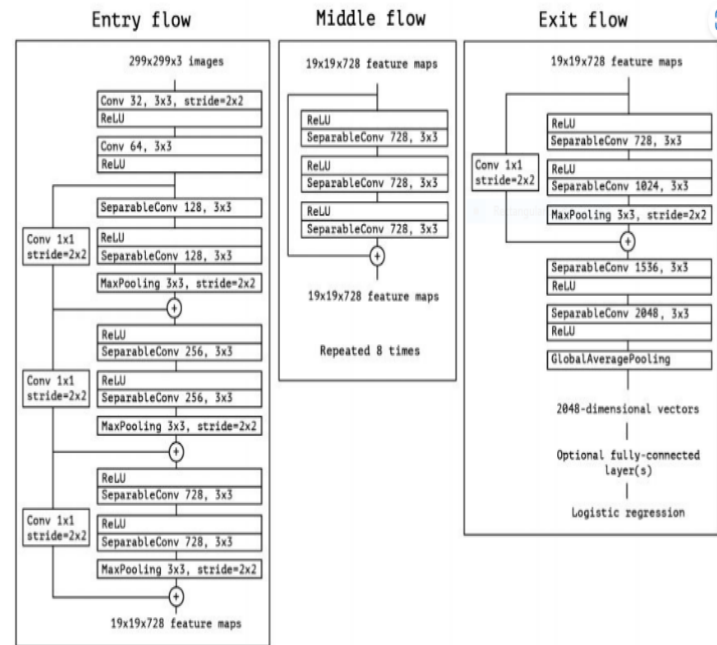 Entry flow
299x299x3 images
Conv 32, 3x3, stride=2x2
ReLU
Conv 64, 3x3
ReLU
SeparableConv 128, 3x3
Conv 1x1
stride=2x2
ReLU
SeparableConv 128, 3x3
MaxPooling 3x3, stride=2x2
+
ReLU
SeparableConv 256, 3x3
Conv 1x1
stride=2x2
ReLU
SeparableConv 256, 3x3
MaxPooling 3x3, stride=2x2
+
ReLU
SeparableConv 728, 3x3
Conv 1x1
stride=2x2
ReLU
SeparableConv 728, 3x3
MaxPooling 3x3, stride=2x2
+
19x19x728 feature maps
Middle flow
19x19x728 feature maps
ReLU
SeparableConv 728, 3x3
ReLU
SeparableConv 728, 3x3
ReLU
SeparableConv 728, 3x3
+
19x19x728 feature maps
Repeated 8 times
Exit flow
19x19x728 feature maps
ReLU
SeparableConv 728, 3x3
Conv 1x1
stride=2x2
ReLU
SeparableConv 1024, 3x3
MaxPooling 3x3, stride=2x2
+
SeparableConv 1536, 3x3
ReLU
SeparableConv 2048, 3x3
ReLU
GlobalAveragePooling
2048-dimensional vectors
Optional fully-connected
layer(s)
Logistic regression